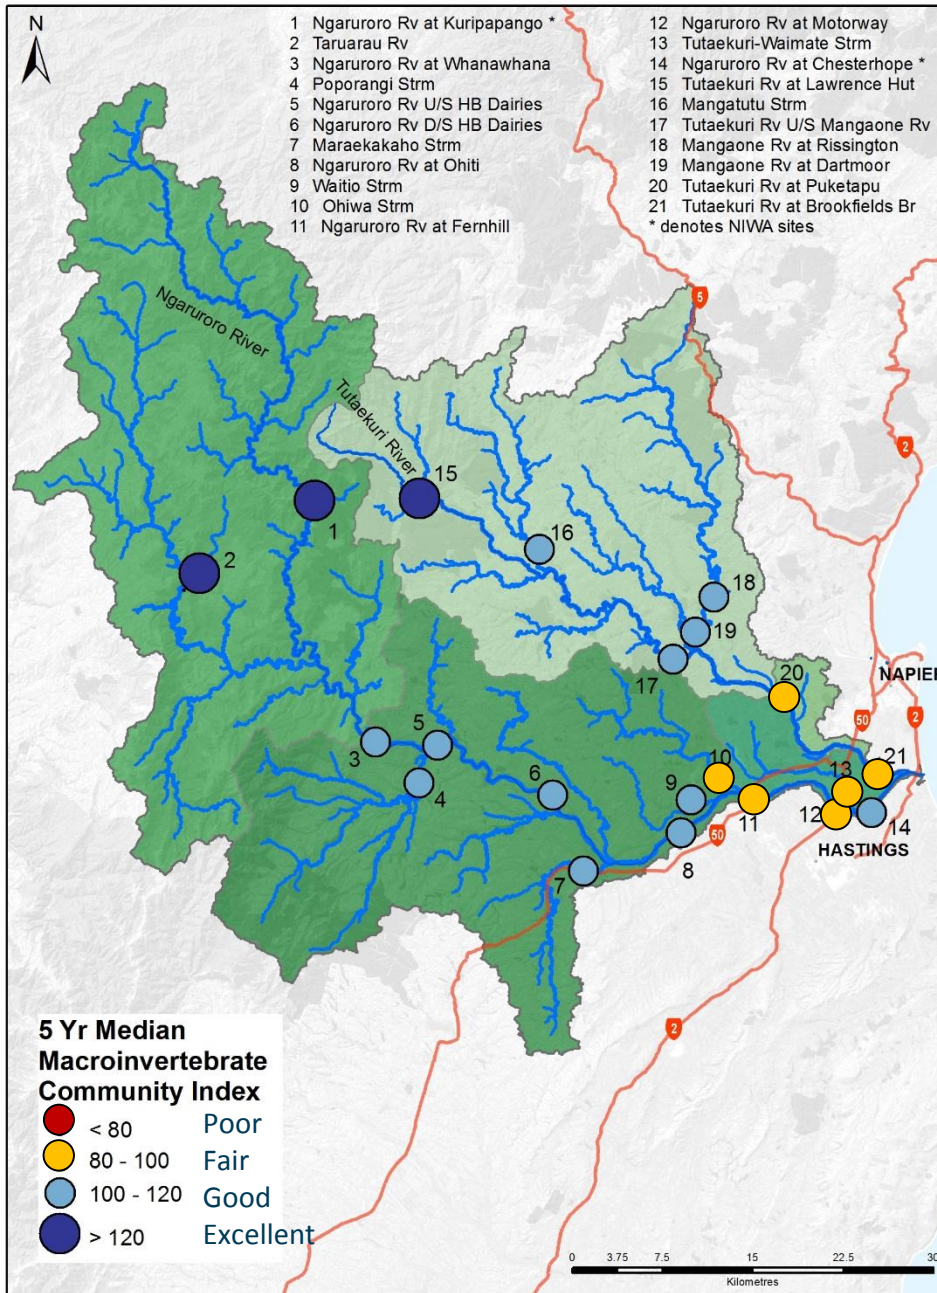 N
1 Ngaruroro Rv at Kuripapango *
2 Taruarau Rv
3 Ngaruroro Rv at Whanawhana
4 Poporangi Strm
5 Ngaruroro Rv U/S HB Dairies
6 Ngaruroro Rv D/S HB Dairies
7 Maraekakaho Strm
8 Ngaruroro Rv at Ohiti
9 Waitio Strm
10 Ohiwa Strm
11 Ngaruroro Rv at Fernhill
12 Ngaruroro Rv at Motorway
13 Tutaekuri-Waimate Strm
14 Ngaruroro Rv at Chesterhope *
15 Tutaekuri Rv at Lawrence Hut
16 Mangatutu Strm
17 Tutaekuri Rv U/S Mangaone Rv
18 Mangaone Rv at Rissington
19 Mangaone Rv at Dartmoor
20 Tutaekuri Rv at Puketapu
21 Tutaekuri Rv at Brookfields Br
* denotes NIWA sites
5
Ngaruroro River
Tutaekuri River
2
15
1
16
2
18
19
17
20
NAPIER
50
2
3
5
4
6
10
9
11
13
21
12
14
HASTINGS
8
50
7
2
5 Yr Median
Macroinvertebrate
Community Index
< 80 Poor
80 - 100 Fair
100 - 120 Good
> 120 Excellent
0 3.75 7.5 15 22.5 30
Kilometres